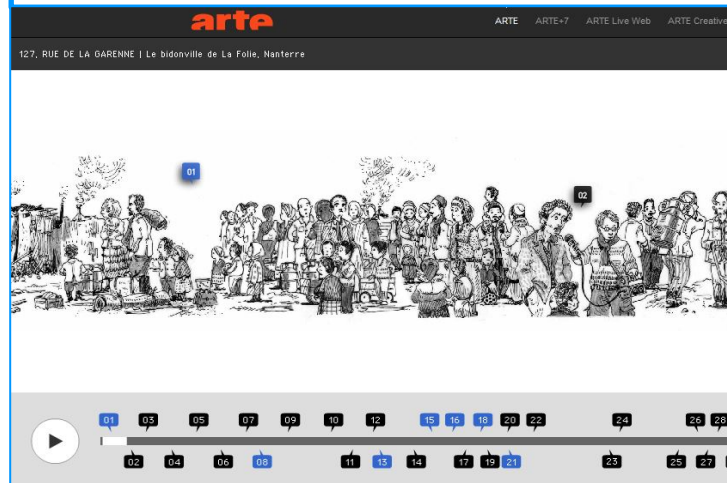 arte
ARTE ARTE+7 ARTE Live Web ARTE Creative
127, RUE DE LA GARENNE | Le bidonville de La Folie, Nanterre
01
02
01 03 05 07 09 10 12 15 16 18 20 22 24 26 28
02 04 06 08 11 13 14 17 19 21 23 25 27